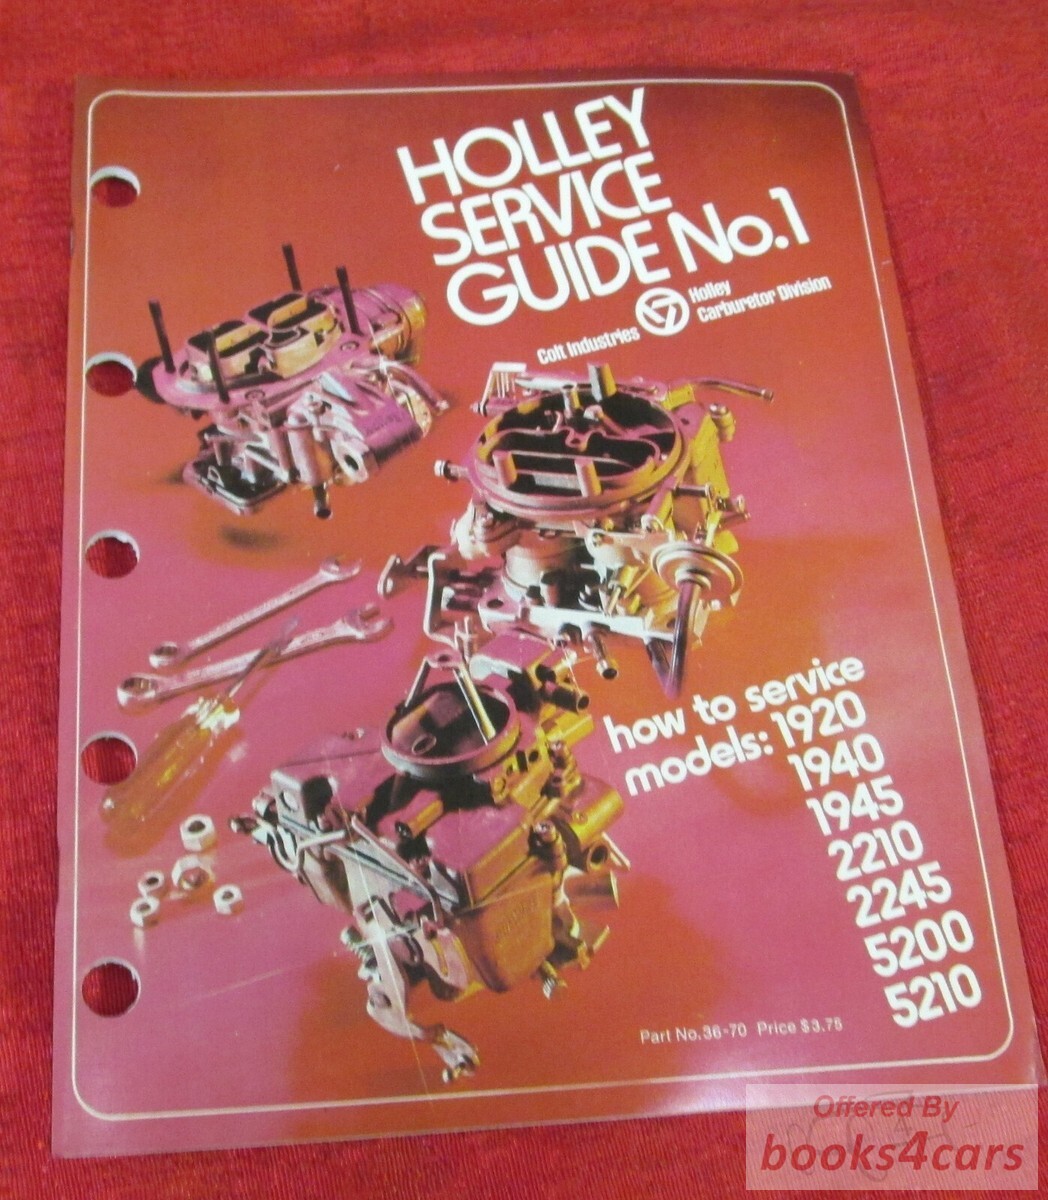 HOLLEY
SERVICE
GUIDE No.1
Colt Industries
Holley
Carburetor Division
how to service
models: 1920
1940
1945
2210
2245
5200
5210
Part No. 36-70 Price $3.75
Offered By
books4cars